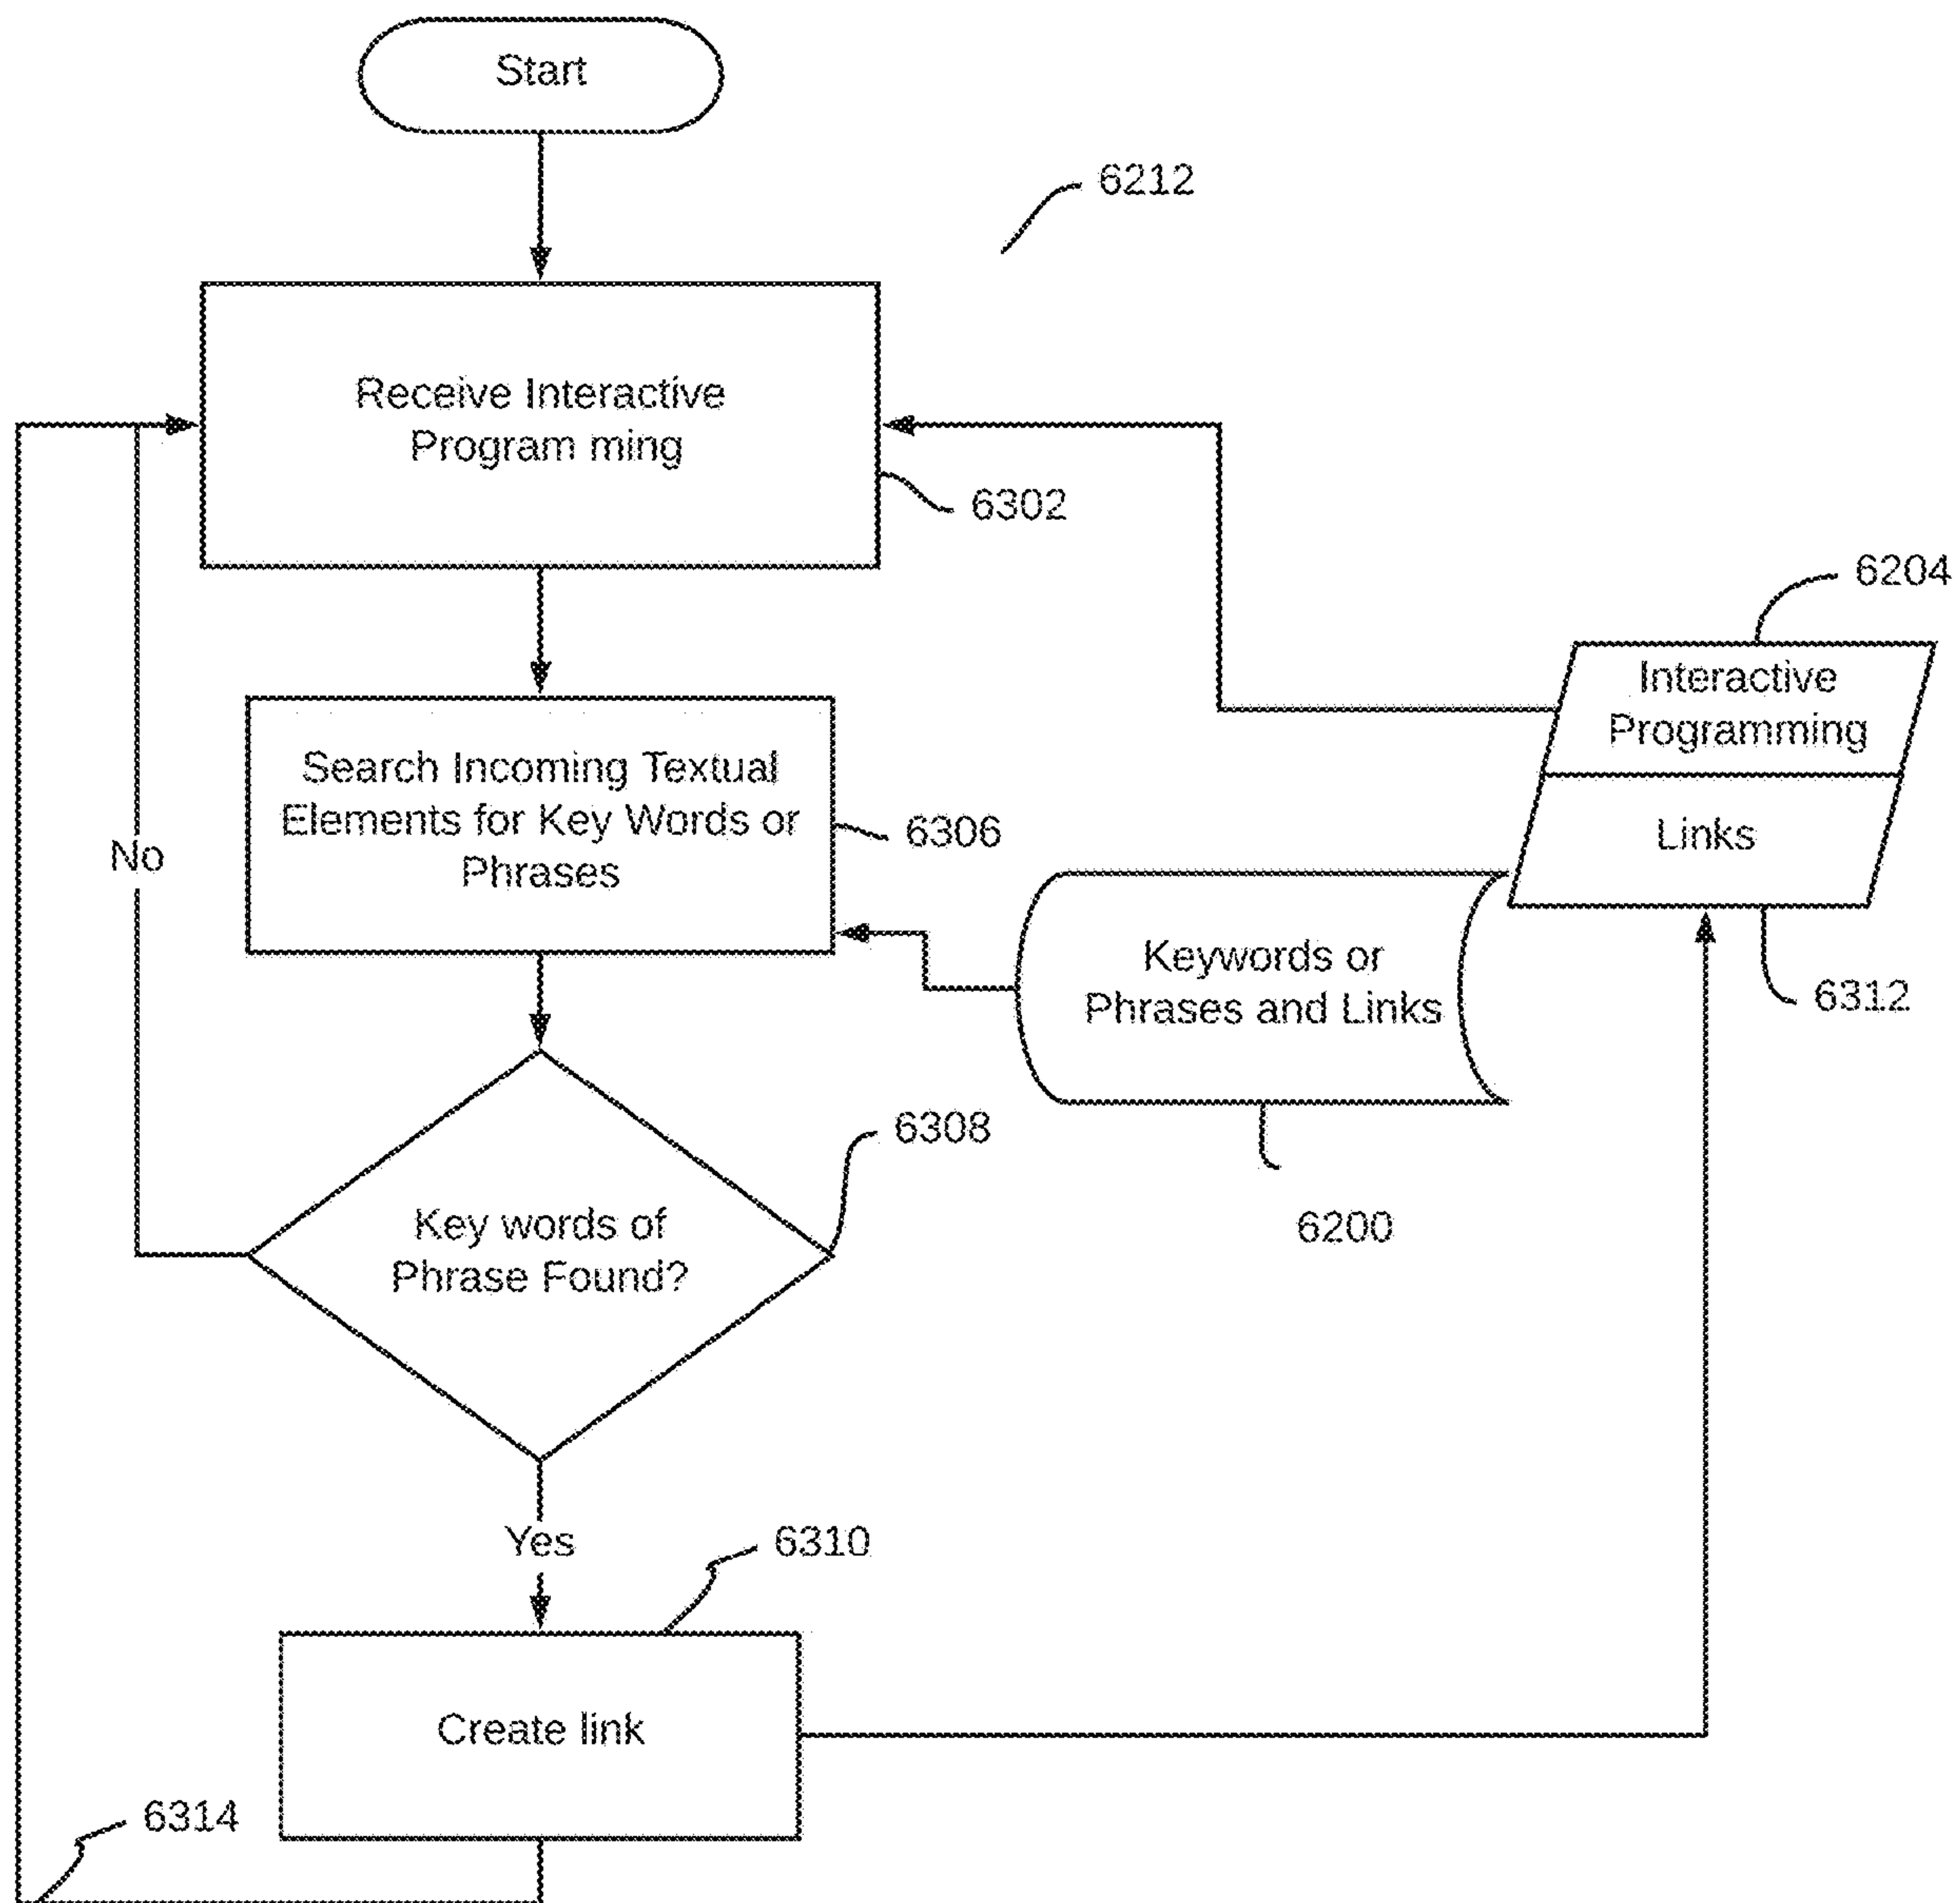 Start
6212
Receive Interactive
Program ming
6302
6204
Interactive
Programming
Links
6312
Search Incoming Textual
Elements for Key Words or
Phrases
6306
No
Keywords or
Phrases and Links
6200
6308
Key words of
Phrase Found?
Yes
6310
Create link
6314